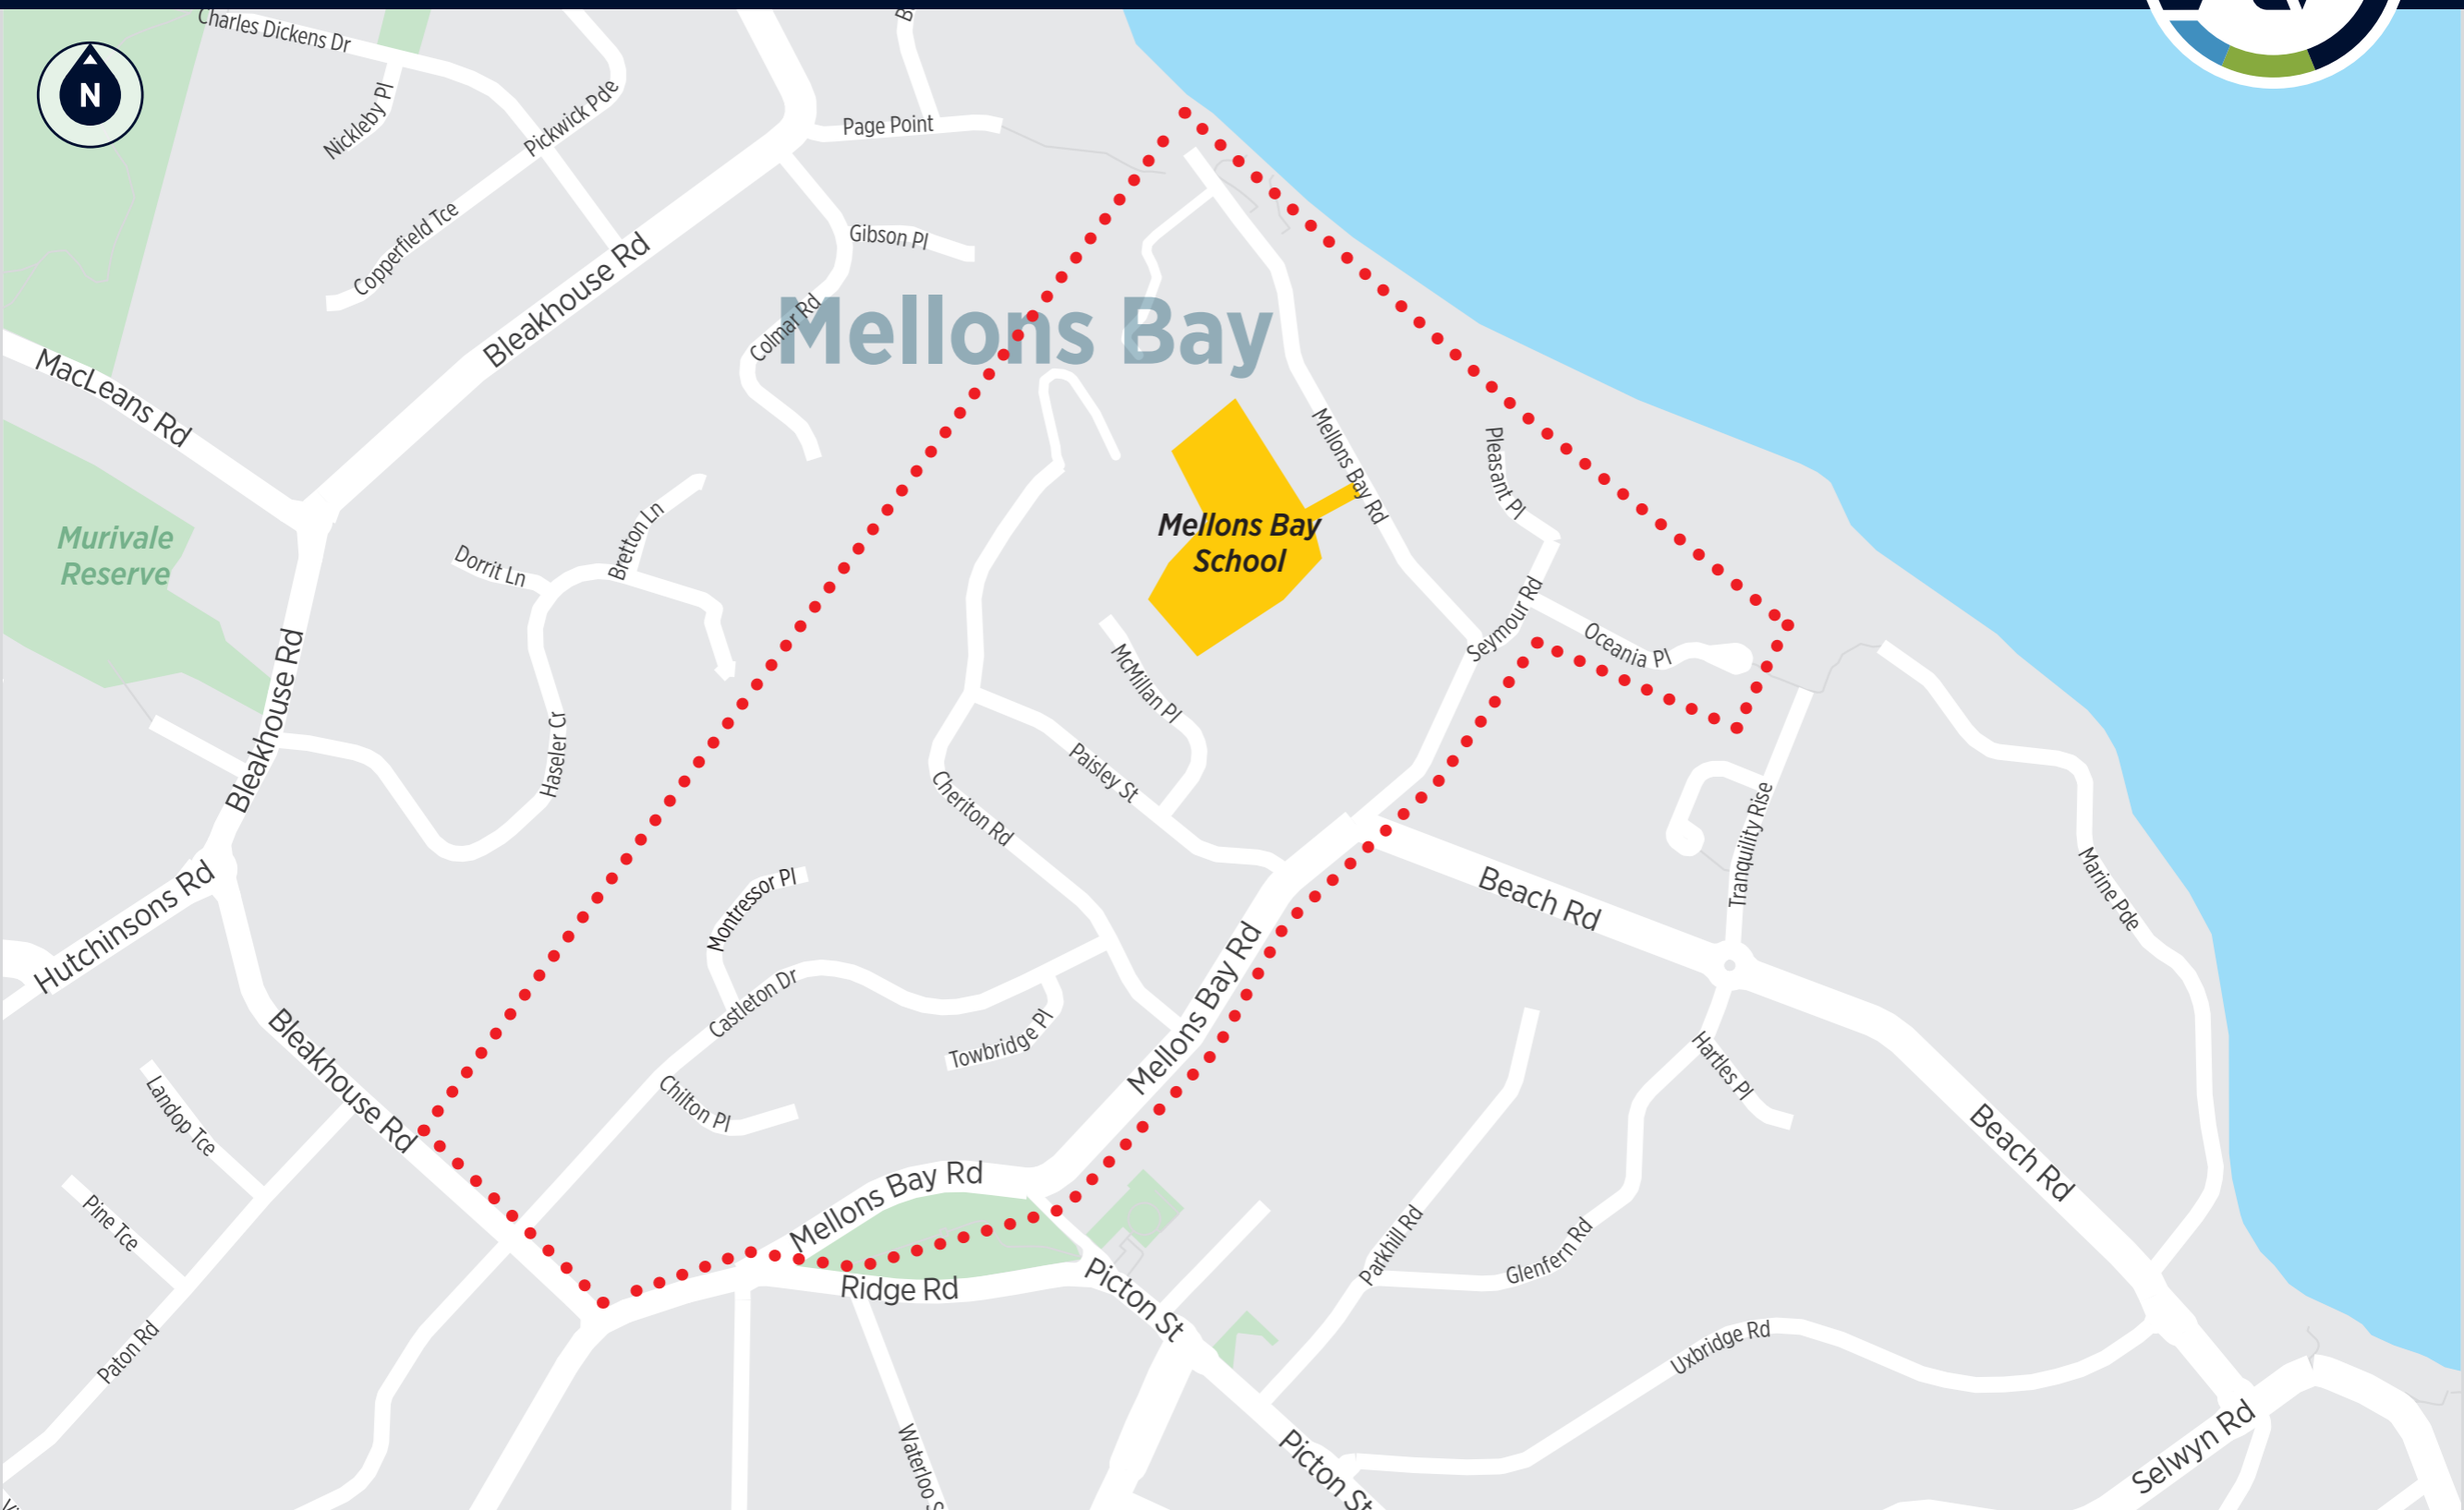 Charles Dickens Dr
N
Nickleby Pl
Pickwick Pde
Page Point
Copperfield Tce
Gibson Pl
Bleakhouse Rd
Colmar Rd
Mellons Bay
MacLeans Rd
Mellons Bay Rd
Pleasant Pl
Murivale
Reserve
Dorrit Ln
Bretton Ln
Mellons Bay
School
Seymour Rd
Oceania Pl
McMillan Pl
Bleakhouse Rd
Haseler Cr
Paisley St
Cheriton Rd
Tranquility Rise
Marine Pde
Hutchinsons Rd
Montressor Pl
Beach Rd
Castleton Dr
Mellons Bay Rd
Towbridge Pl
Bleakhouse Rd
Hartles Pl
Landop Tce
Chilton Pl
Beach Rd
Mellons Bay Rd
Pine Tce
Parkhill Rd
Glenfern Rd
Ridge Rd
Picton St
Paton Rd
Uxbridge Rd
Waterloo S
Picton St
Selwyn Rd